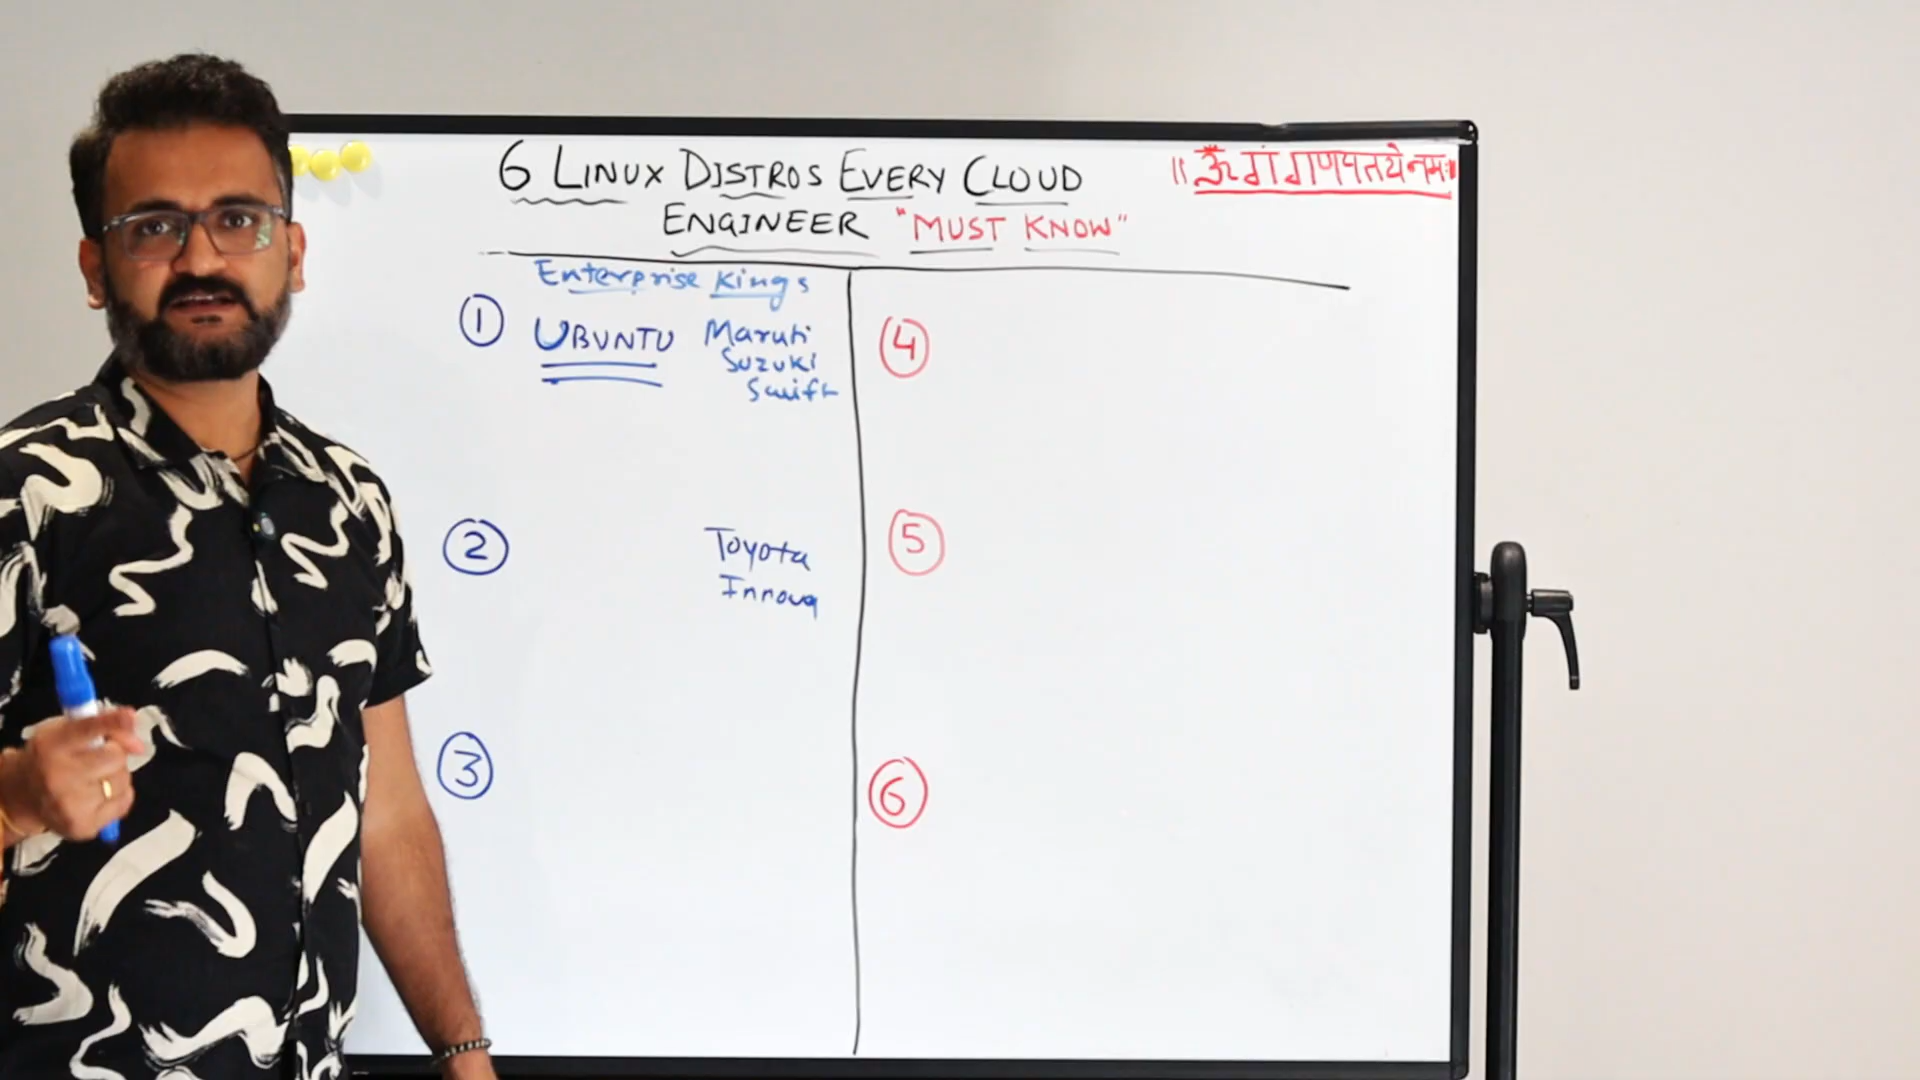 6 LINUX DISTROS EVERY CLOUD
ENGINEER "MUST KNOW"
॥ ॐ गं गणपतये नमः॥
Enterprise Kings
1 UBUNTU Maruti
Suzuki
Swift
2 Toyota
Innova
3
4
5
6